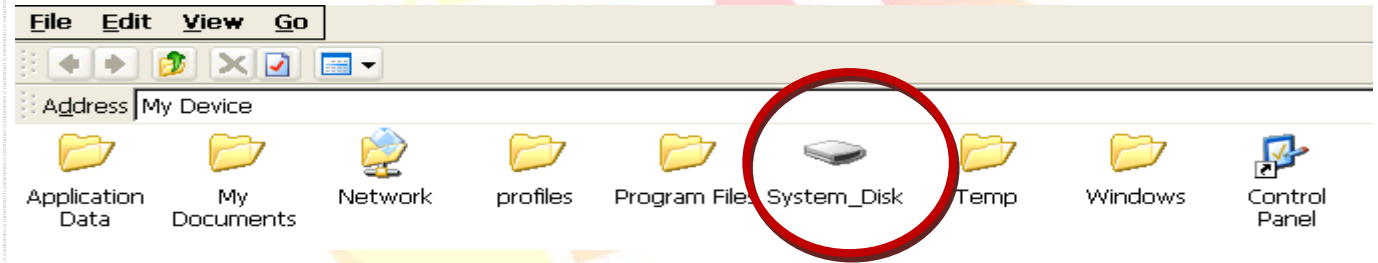 File Edit View Go
Address My Device
Application Data
My Documents
Network
profiles
Program Files
System_Disk
Temp
Windows
Control Panel